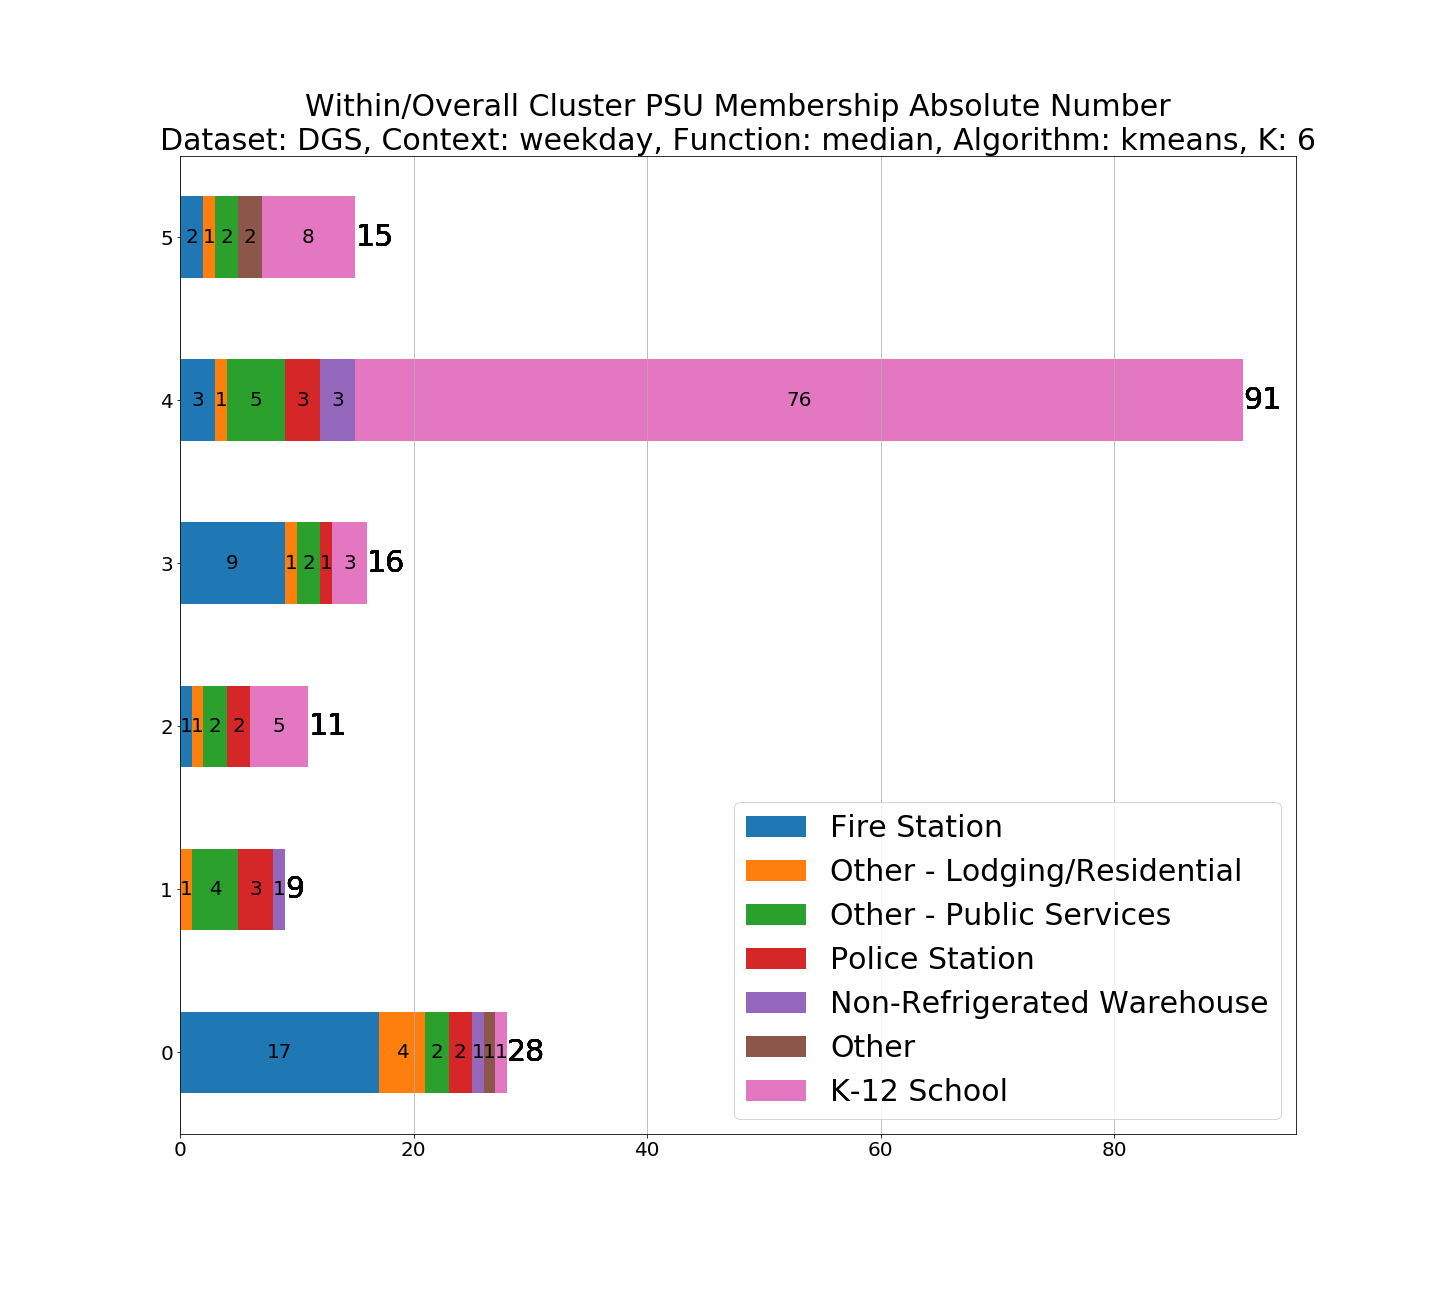 Within/Overall Cluster PSU Membership Absolute Number
Dataset: DGS, Context: weekday, Function: median, Algorithm: kmeans, K: 6
5 2 1 2 2 8 15
4 3 1 5 3 3 76 91
3 9 1 2 1 3 16
2 1 1 2 2 5 11
1 1 4 3 1 9
0 17 4 2 2 1 1 1 28
Fire Station
Other - Lodging/Residential
Other - Public Services
Police Station
Non-Refrigerated Warehouse
Other
K-12 School
0 20 40 60 80